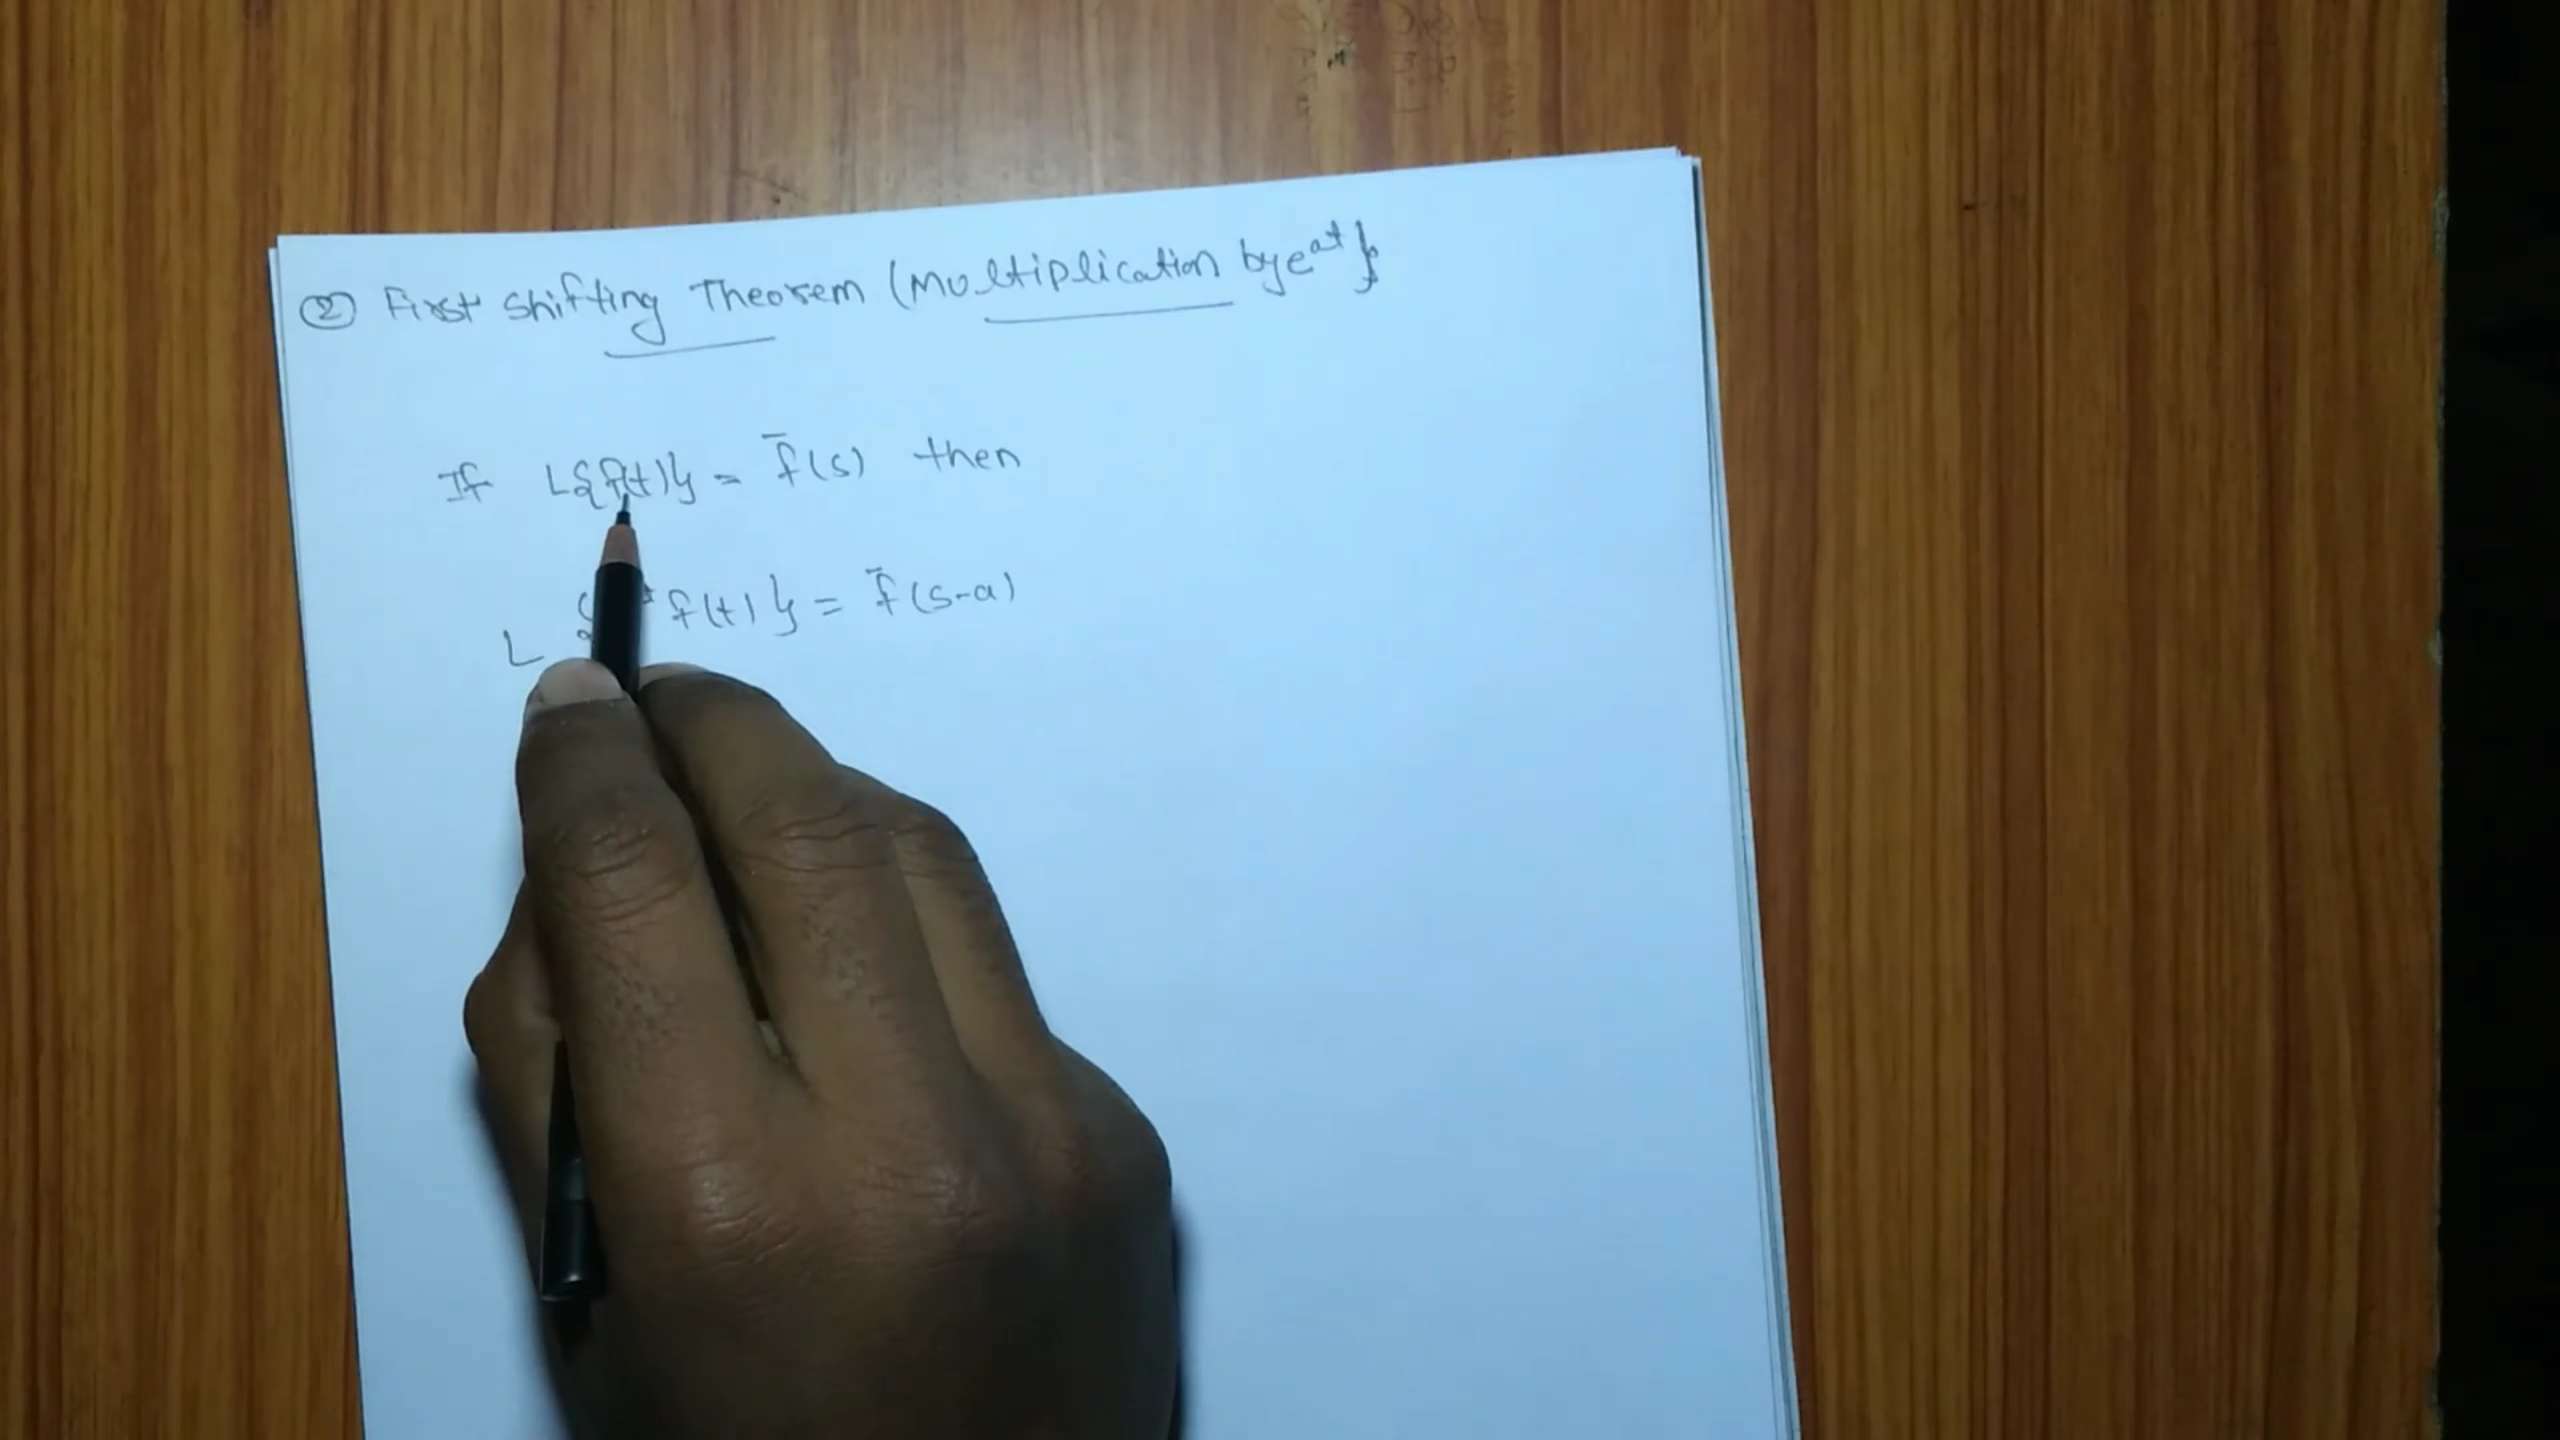 ② First Shifting Theorem (Multiplication by e^at}
If L{f(t)} = f̄(s) then
L { f(t)} = f̄(s-a)